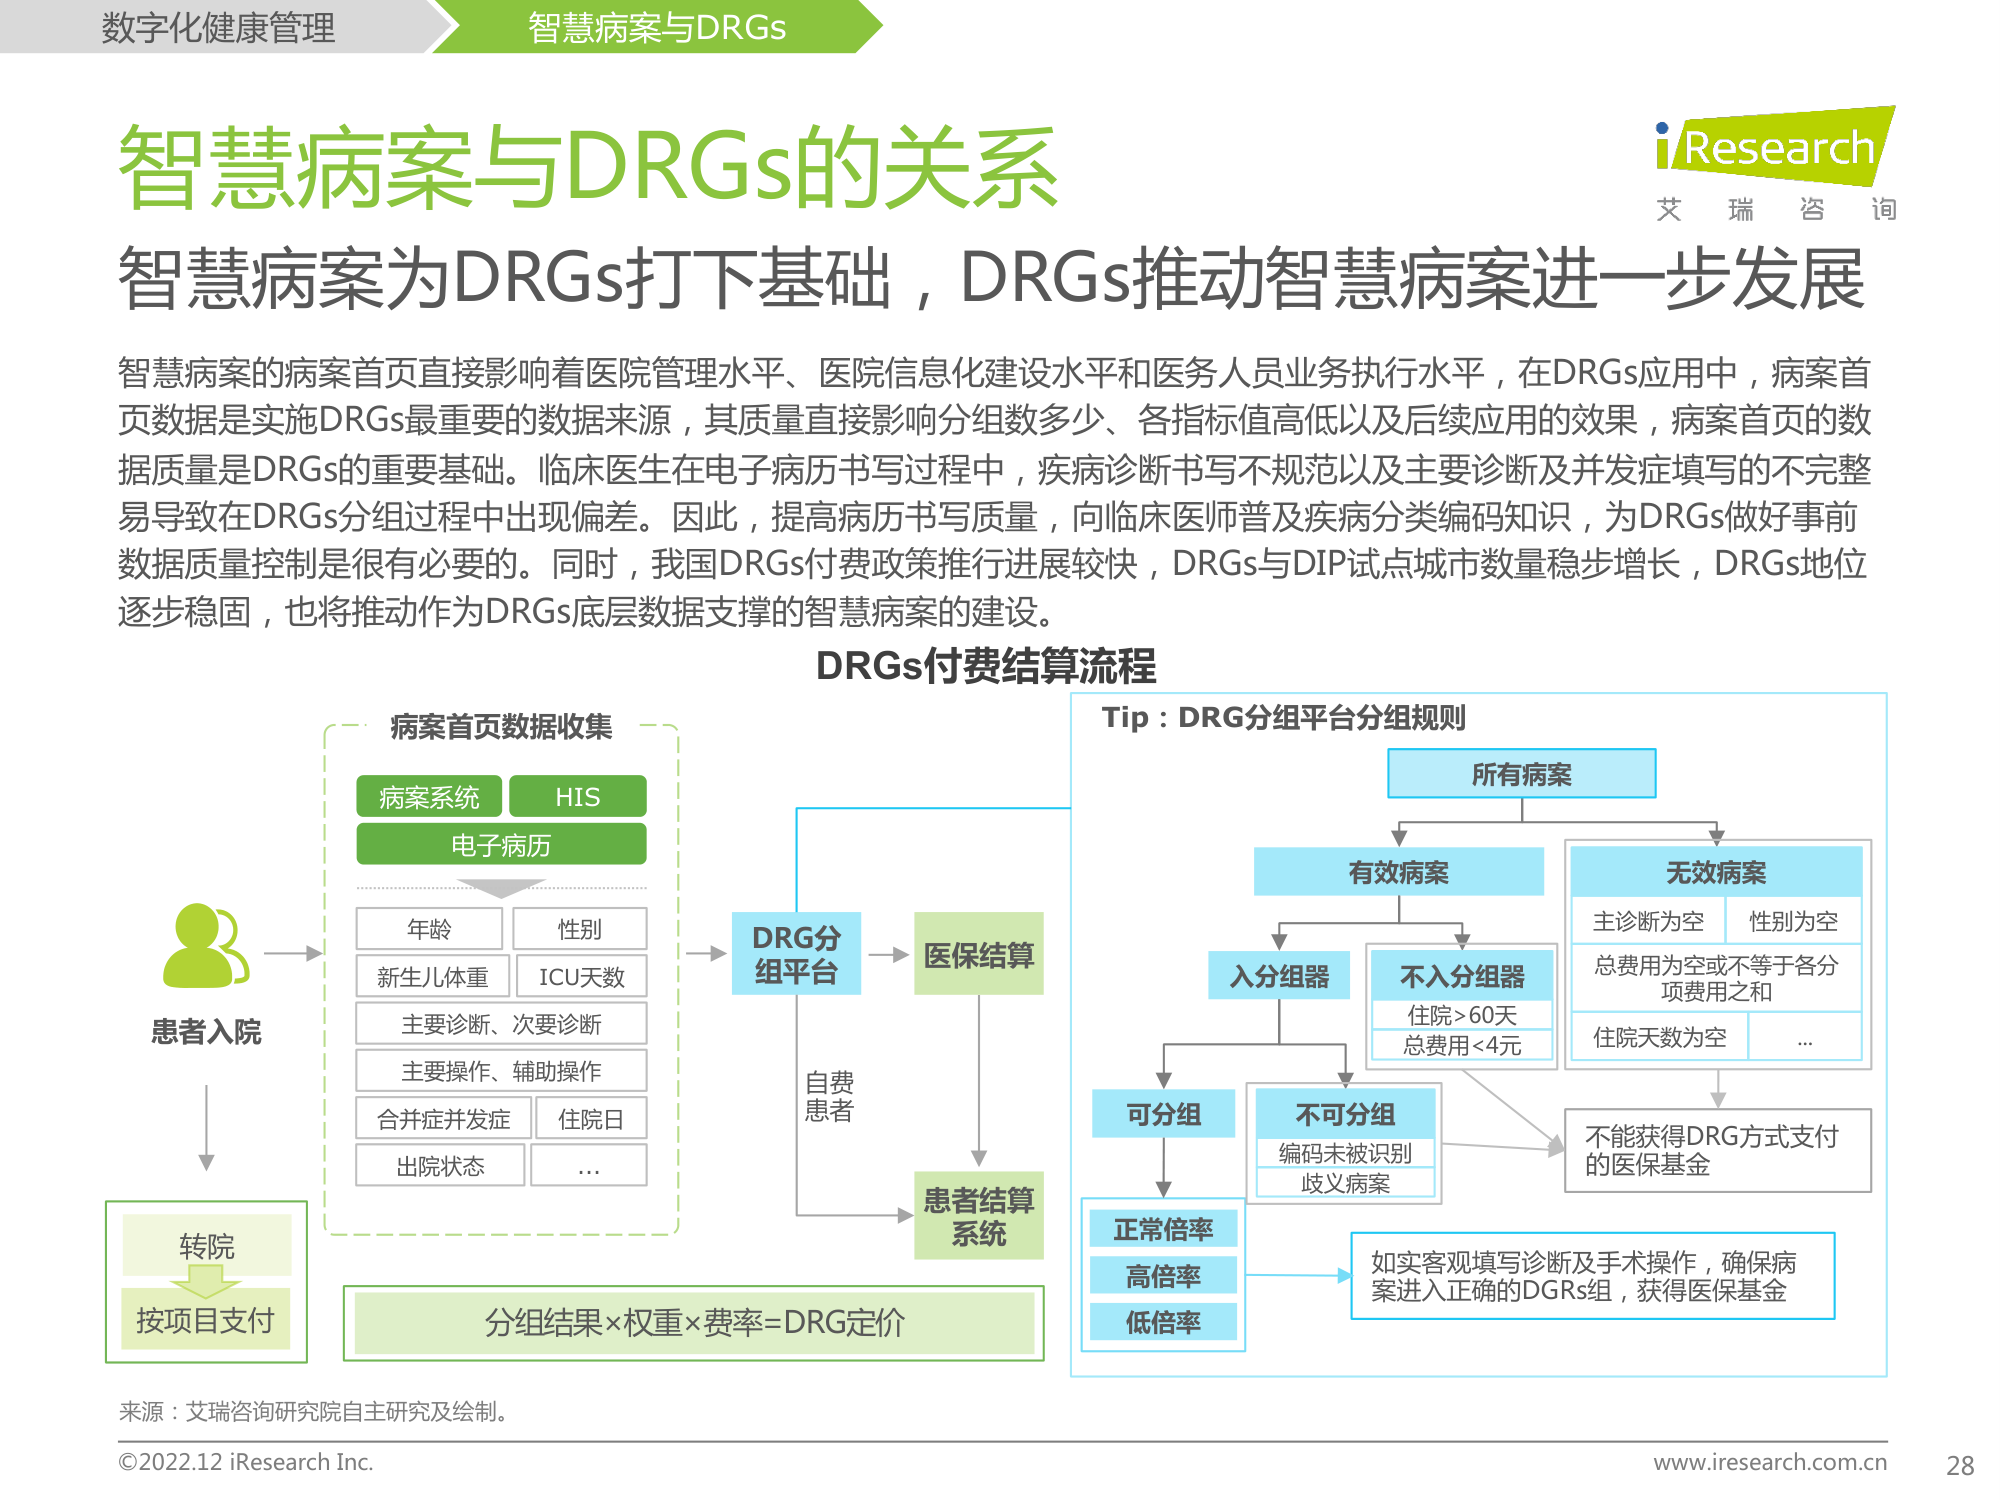 数字化健康管理
智慧病案与DRGs
智慧病案与DRGs的关系
iResearch
艾瑞咨询
智慧病案为DRGs打下基础，DRGs推动智慧病案进一步发展
智慧病案的病案首页直接影响着医院管理水平、医院信息化建设水平和医务人员业务执行水平，在DRGs应用中，病案首
页数据是实施DRGs最重要的数据来源，其质量直接影响分组数多少、各指标值高低以及后续应用的效果，病案首页的数
据质量是DRGs的重要基础。临床医生在电子病历书写过程中，疾病诊断书写不规范以及主要诊断及并发症填写的不完整
易导致在DRGs分组过程中出现偏差。因此，提高病历书写质量，向临床医师普及疾病分类编码知识，为DRGs做好事前
数据质量控制是很有必要的。同时，我国DRGs付费政策推行进展较快，DRGs与DIP试点城市数量稳步增长，DRGs地位
逐步稳固，也将推动作为DRGs底层数据支撑的智慧病案的建设。
DRGs付费结算流程
患者入院
转院
按项目支付
病案首页数据收集
病案系统
HIS
电子病历
年龄
性别
新生儿体重
ICU天数
主要诊断、次要诊断
主要操作、辅助操作
合并症并发症
住院日
出院状态
...
DRG分
组平台
医保结算
自费
患者
患者结算
系统
分组结果×权重×费率=DRG定价
Tip：DRG分组平台分组规则
所有病案
有效病案
无效病案
主诊断为空
性别为空
总费用为空或不等于各分
项费用之和
住院天数为空
...
入分组器
不入分组器
住院>60天
总费用<4元
可分组
不可分组
编码未被识别
歧义病案
不能获得DRG方式支付
的医保基金
正常倍率
高倍率
低倍率
如实客观填写诊断及手术操作，确保病
案进入正确的DGRs组，获得医保基金
来源：艾瑞咨询研究院自主研究及绘制。
©2022.12 iResearch Inc.
www.iresearch.com.cn
28